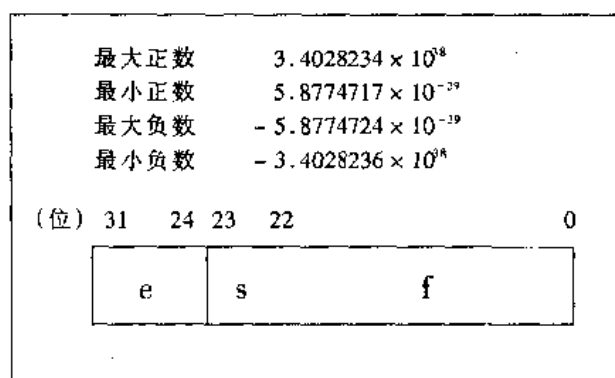 最大正数 3.4028234 × 10³⁸
最小正数 5.8774717 × 10⁻³⁹
最大负数 - 5.8774724 × 10⁻³⁹
最小负数 - 3.4028236 × 10³⁸
(位) 31 24 23 22 0
e s f